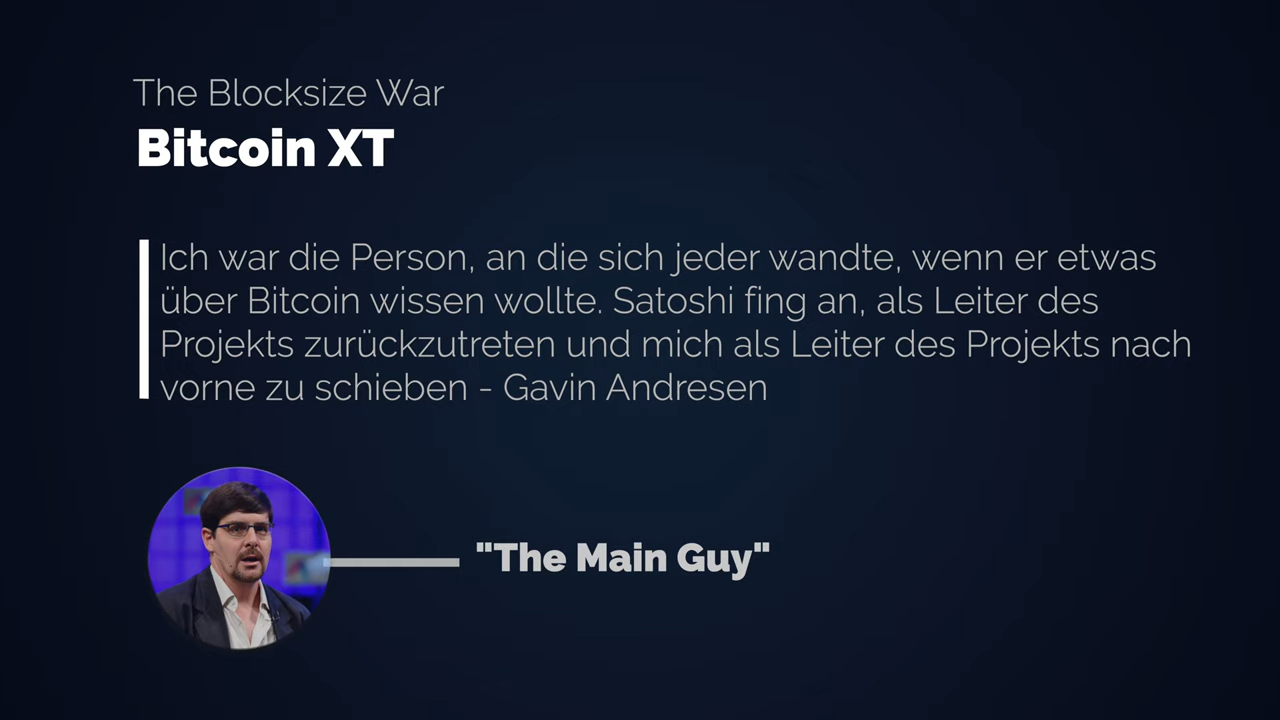 The Blocksize War
Bitcoin XT
Ich war die Person, an die sich jeder wandte, wenn er etwas
über Bitcoin wissen wollte. Satoshi fing an, als Leiter des
Projekts zurückzutreten und mich als Leiter des Projekts nach
vorne zu schieben - Gavin Andresen
"The Main Guy"